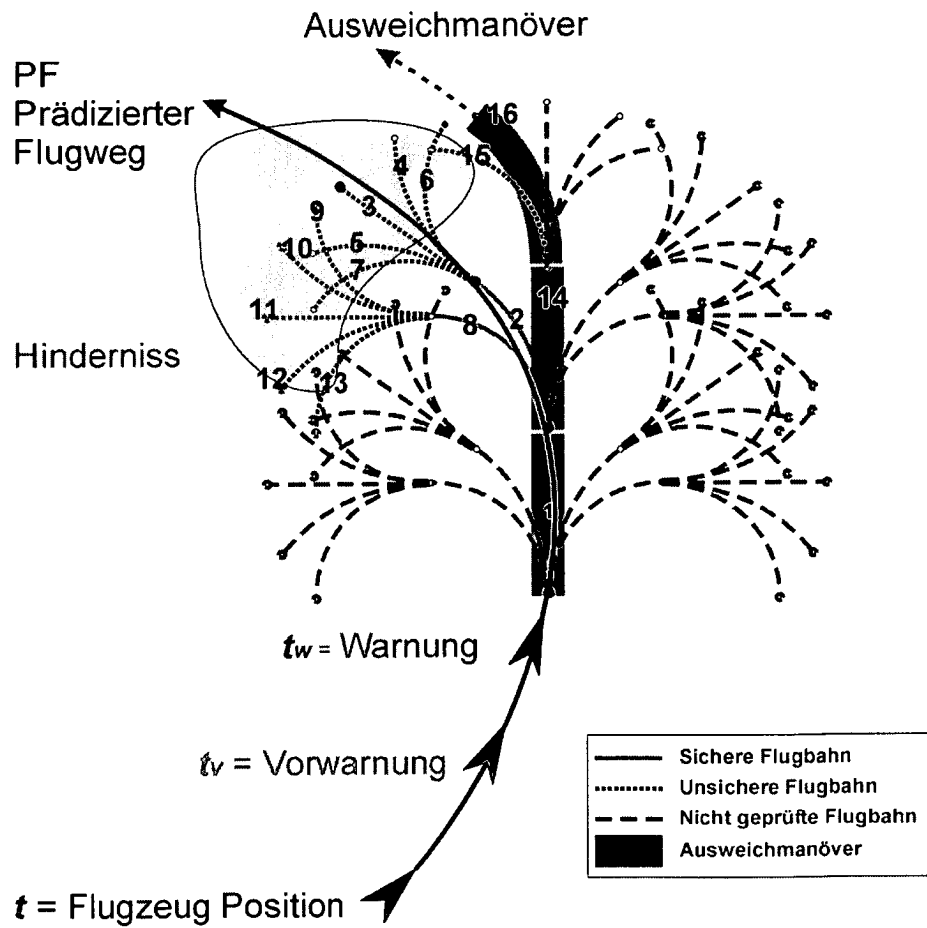 Ausweichmanöver
PF
Prädizierter
Flugweg
16
15
4
6
3
9
10
5
7
14
11
8
2
Hinderniss
12
13
1
tw = Warnung
tv = Vorwarnung
t = Flugzeug Position
Sichere Flugbahn
Unsichere Flugbahn
Nicht geprüfte Flugbahn
Ausweichmanöver